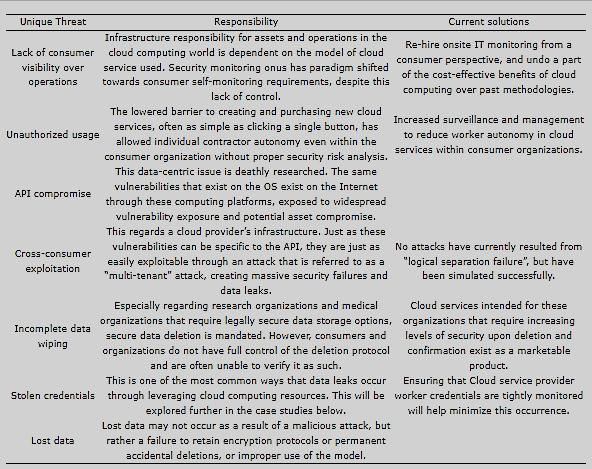 Unique Threat Responsibility Current solutions
Lack of consumer
visibility over
operations
Infrastructure responsibility for assets and operations in the
cloud computing world is dependent on the model of cloud
service used. Security monitoring onus has paradigm shifted
towards consumer self-monitoring requirements, despite this
lack of control.
Re-hire onsite IT monitoring from a
consumer perspective, and undo a
part of the cost-effective benefits of cloud
computing over past methodologies.
Unauthorized usage
The lowered barrier to creating and purchasing new cloud
services, often as simple as clicking a single button, has
allowed individual contractor autonomy even within the
consumer organization without proper security risk analysis.
Increased surveillance and management
to reduce worker autonomy in cloud
services within consumer organizations.
API compromise
This data-centric issue is deathly researched. The same
vulnerabilities that exist on the OS exist on the Internet
through these computing platforms, exposed to widespread
vulnerability exposure and potential asset compromise.
Cross-consumer
exploitation
This regards a cloud provider's infrastructure. Just as these
vulnerabilities can be specific to the API, they are just as
easily exploitable through an attack that is referred to as a
“multi-tenant” attack, creating massive security failures and
data leaks.
No attacks have currently resulted from
“logical separation failure”, but have
been simulated successfully.
Incomplete data
wiping
Especially regarding research organizations and medical
organizations that require legally secure data storage options,
secure data deletion is mandated. However, consumers and
organizations do not have full control of the deletion protocol
and are often unable to verify it as such.
Cloud services intended for these
organizations that require increasing
levels of security upon deletion and
confirmation exist as a marketable
product.
Stolen credentials
This is one of the most common ways that data leaks occur
through leveraging cloud computing resources. This will be
explored further in the case studies below.
Ensuring that Cloud service provider
worker credentials are tightly monitored
will help minimize this occurrence.
Lost data
Lost data may not occur as a result of a malicious attack, but
rather a failure to retain encryption protocols or permanent
accidental deletions, or improper use of the model.